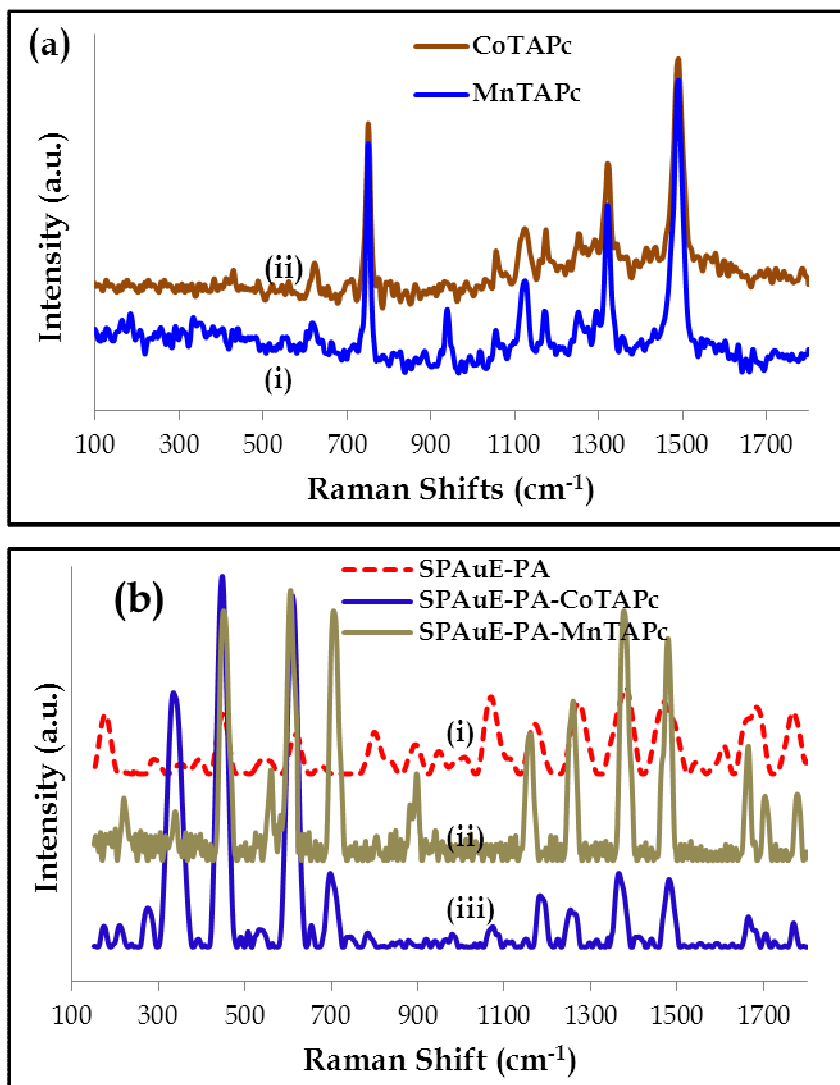 (a)
CoTAPc
MnTAPc
Intensity (a.u.)
(ii)
(i)
100 300 500 700 900 1100 1300 1500 1700
Raman Shifts (cm-1)
(b)
SPAuE-PA
SPAuE-PA-CoTAPc
SPAuE-PA-MnTAPc
Intensity (a.u.)
(i)
(ii)
(iii)
100 300 500 700 900 1100 1300 1500 1700
Raman Shift (cm-1)